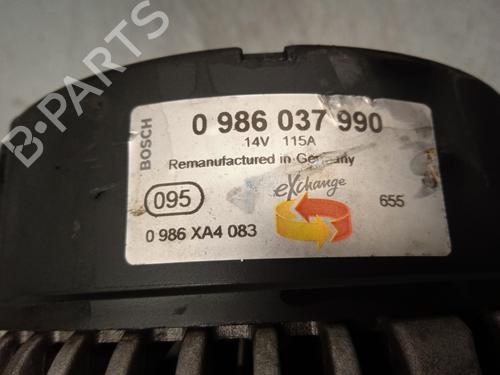 B-PARTS
BOSCH
0 986 037 990
14V 115A
Remanufactured in Germany
eXchange
095
655
0 986 XA4 083